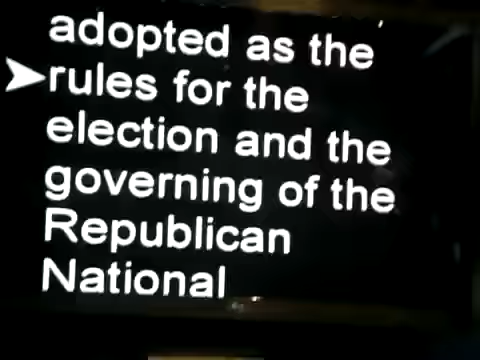 adopted as the
rules for the
election and the
governing of the
Republican
National